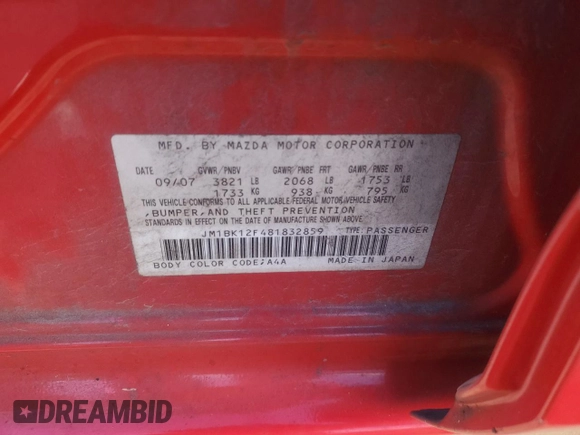 MFD. BY MAZDA MOTOR CORPORATION
DATE GVWR/PNBV GAWR/PNBE FRT GAWR/PNBE RR
09/07 3821 LB 2068 LB 1753 LB
1733 KG 938 KG 795 KG
THIS VEHICLE CONFORMS TO ALL APPLICABLE FEDERAL MOTOR VEHICLE SAFETY
,BUMPER,AND THEFT PREVENTION
STANDARDS IN EFFECT ON THE DATE OF MANUFACTURE SHOWN ABOVE.
JM1BK12F481832859 TYPE:PASSENGER
BODY COLOR CODE:A4A MADE IN JAPAN
DREAMBID